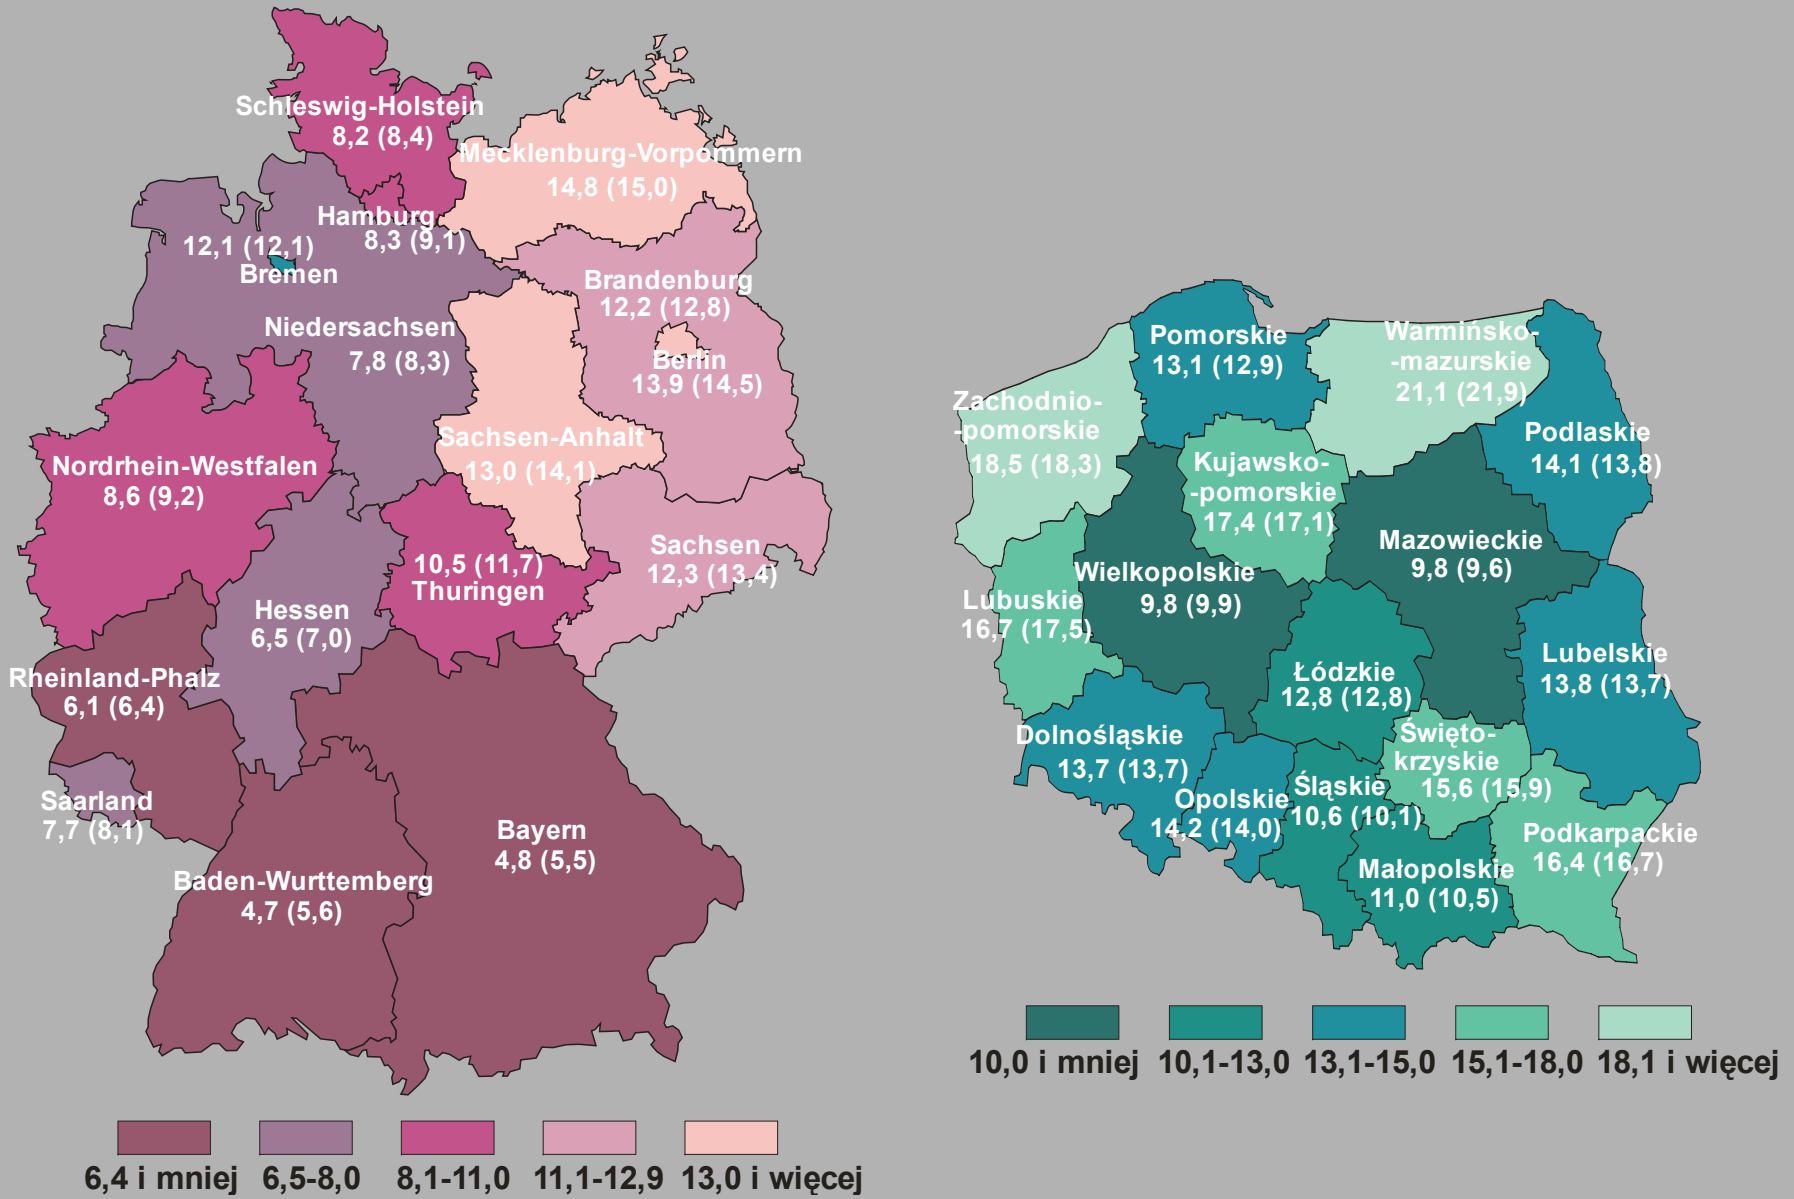 Schleswig-Holstein
8,2 (8,4)
Mecklenburg-Vorpommern
14,8 (15,0)
Hamburg
8,3 (9,1)
12,1 (12,1)
Bremen
Brandenburg
12,2 (12,8)
Niedersachsen
7,8 (8,3)
Berlin
13,9 (14,5)
Sachsen-Anhalt
13,0 (14,1)
Nordrhein-Westfalen
8,6 (9,2)
10,5 (11,7)
Thuringen
Sachsen
12,3 (13,4)
Hessen
6,5 (7,0)
Rheinland-Phalz
6,1 (6,4)
Saarland
7,7 (8,1)
Bayern
4,8 (5,5)
Baden-Wurttemberg
4,7 (5,6)
6,4 i mniej
6,5-8,0
8,1-11,0
11,1-12,9
13,0 i więcej
Pomorskie
13,1 (12,9)
Warmińsko-
-mazurskie
21,1 (21,9)
Zachodnio-
-pomorskie
18,5 (18,3)
Podlaskie
14,1 (13,8)
Kujawsko-
-pomorskie
17,4 (17,1)
Mazowieckie
9,8 (9,6)
Wielkopolskie
9,8 (9,9)
Lubuskie
16,7 (17,5)
Łódzkie
12,8 (12,8)
Lubelskie
13,8 (13,7)
Dolnośląskie
13,7 (13,7)
Święto-
krzyskie
15,6 (15,9)
Opolskie
14,2 (14,0)
Śląskie
10,6 (10,1)
Podkarpackie
16,4 (16,7)
Małopolskie
11,0 (10,5)
10,0 i mniej
10,1-13,0
13,1-15,0
15,1-18,0
18,1 i więcej